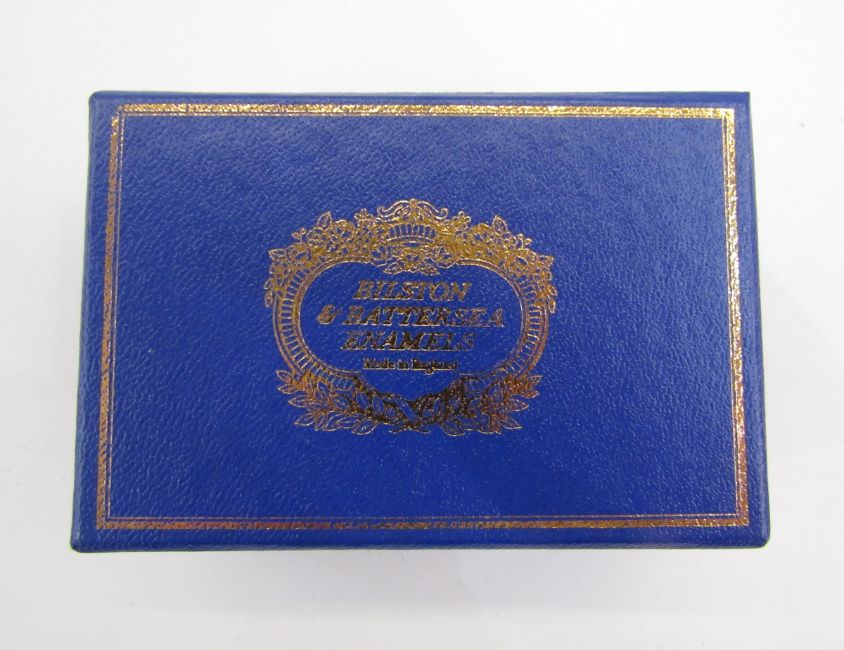 BILSTON
& BATTERSEA
ENAMELS
Made in England